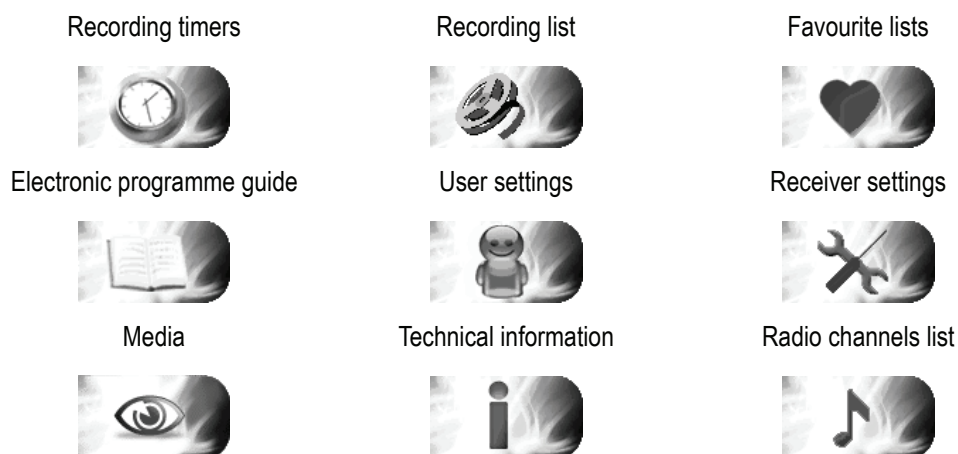 Recording timers
Recording list
Favourite lists
Electronic programme guide
User settings
Receiver settings
Media
Technical information
Radio channels list